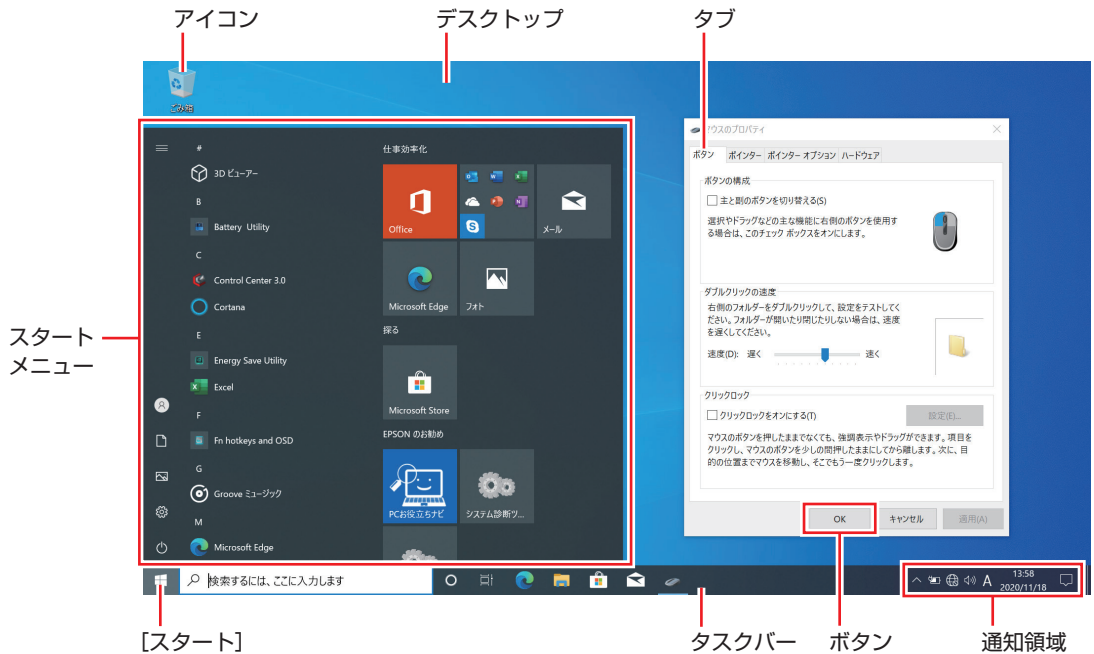 アイコン
デスクトップ
タブ
ごみ箱
スタート
メニュー
#
3D ビューアー
B
Battery Utility
C
Control Center 3.0
Cortana
E
Energy Save Utility
Excel
F
Fn hotkeys and OSD
G
Groove ミュージック
M
Microsoft Edge
仕事効率化
Office
メール
Microsoft Edge
フォト
探る
Microsoft Store
EPSON のお勧め
PCお役立ちナビ
システム診断ツ...
マウスのプロパティ
ボタン ポインター ポインター オプション ハードウェア
ボタンの構成
主と副のボタンを切り替える(S)
選択やドラッグなどの主な機能に右側のボタンを使用す
る場合は、このチェック ボックスをオンにします。
ダブルクリックの速度
右側のフォルダーをダブルクリックして、設定をテストしてく
ださい。フォルダーが開いたり閉じたりしない場合は、速度
を遅くしてください。
速度(D): 遅く 速く
クリックロック
クリックロックをオンにする(T)
設定(E)...
マウスのボタンを押したままでなくても、強調表示やドラッグができます。項目を
クリックし、マウスのボタンを少しの間押したままにしてから離します。次に、目
的の位置までマウスを移動し、そこでもう一度クリックします。
OK キャンセル 適用(A)
検索するには、ここに入力します
A
13:58
2020/11/18
[スタート]
タスクバー
ボタン
通知領域